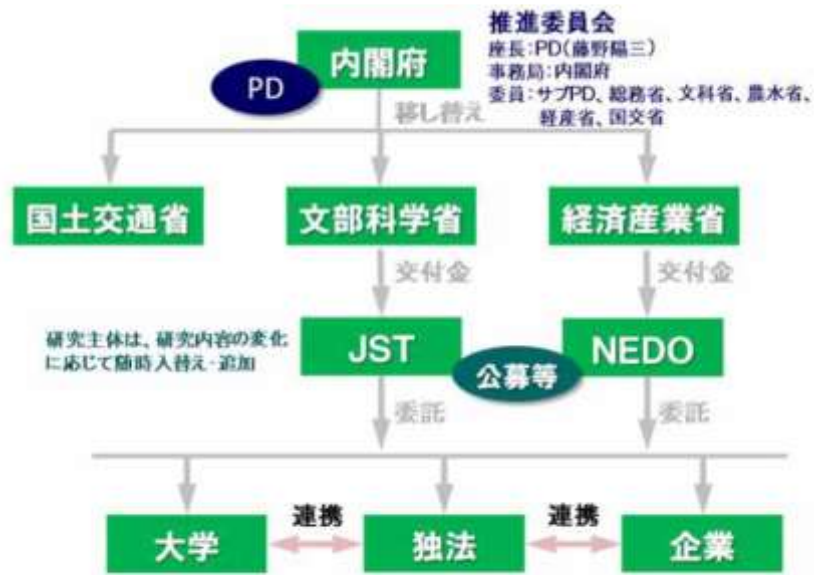 推進委員会
座長:PD(藤野陽三)
事務局:内閣府
委員:サブPD、総務省、文科省、農水省、
経産省、国交省
内閣府
PD
移し替え
国土交通省
文部科学省
経済産業省
交付金
交付金
研究主体は、研究内容の変化
に応じて随時入替え・追加
JST
NEDO
公募等
委託
委託
連携
連携
大学
独法
企業